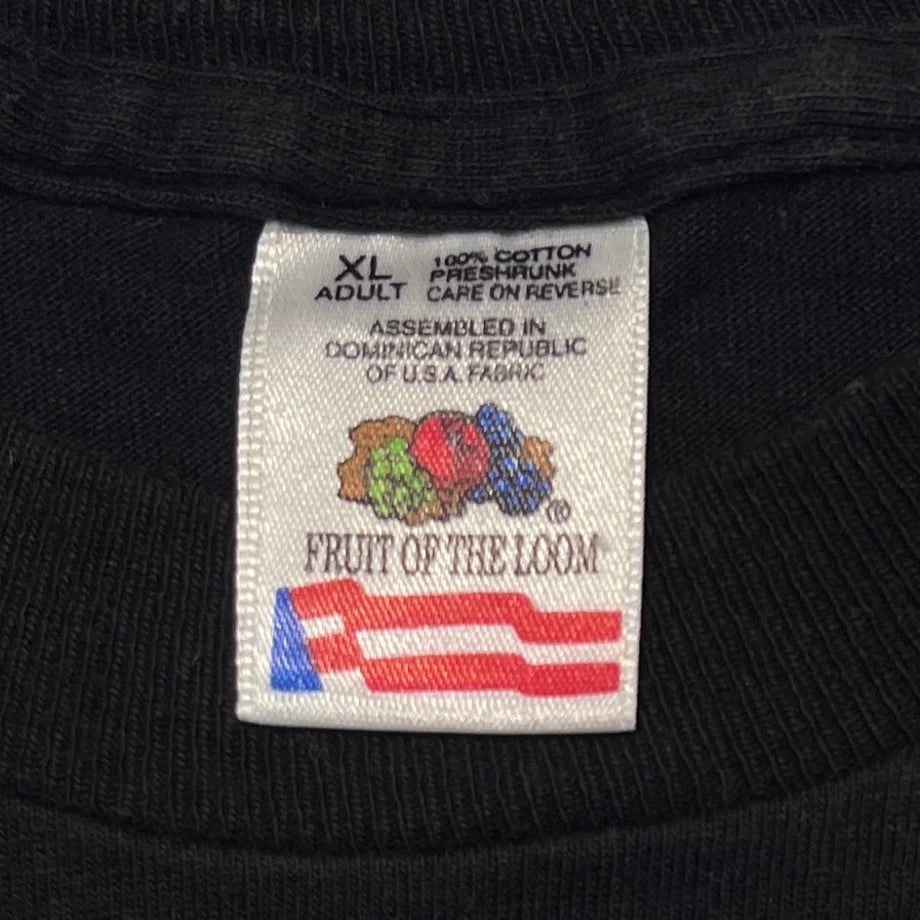 XL
ADULT
100% COTTON
PRESHRUNK
CARE ON REVERSE
ASSEMBLED IN
DOMINICAN REPUBLIC
OF U.S.A. FABRIC
®
FRUIT OF THE LOOM